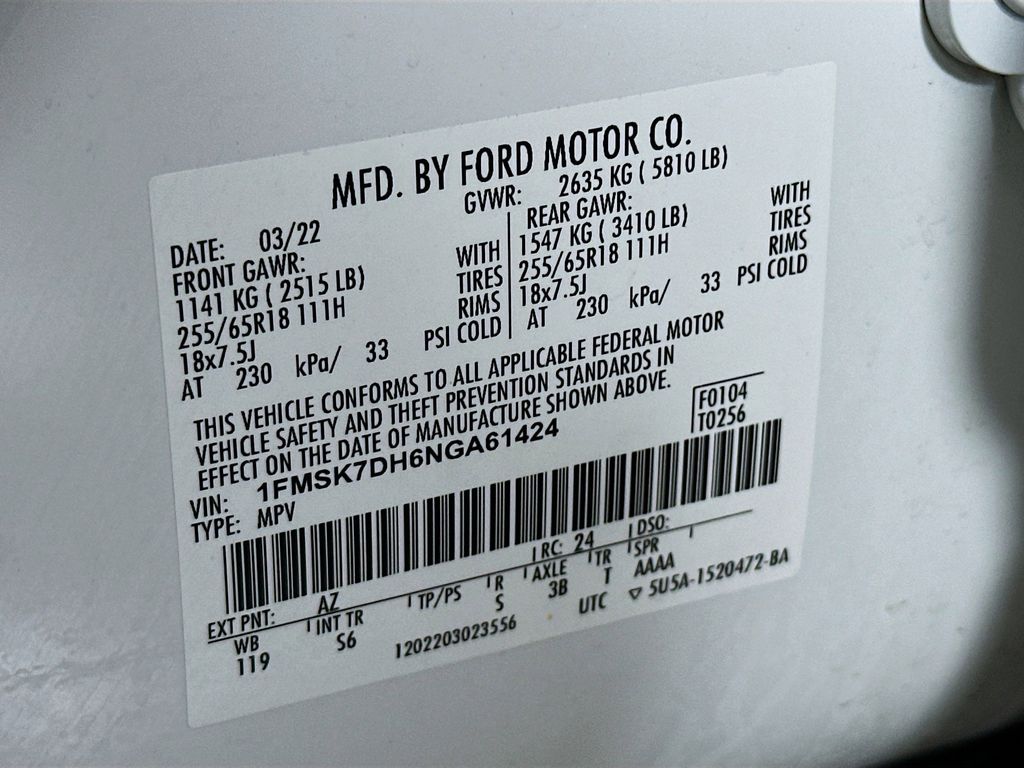 MFD. BY FORD MOTOR CO.
DATE: 03/22
GVWR: 2635 KG ( 5810 LB)
FRONT GAWR:
1141 KG ( 2515 LB) WITH
255/65R18 111H TIRES
18x7.5J RIMS
AT 230 kPa/ 33 PSI COLD
REAR GAWR:
1547 KG ( 3410 LB) WITH
255/65R18 111H TIRES
18x7.5J RIMS
AT 230 kPa/ 33 PSI COLD
THIS VEHICLE CONFORMS TO ALL APPLICABLE FEDERAL MOTOR
VEHICLE SAFETY AND THEFT PREVENTION STANDARDS IN
EFFECT ON THE DATE OF MANUFACTURE SHOWN ABOVE.
F0104
T0256
VIN: 1FMSK7DH6NGA61424
TYPE: MPV
EXT PNT: AZ RC: 24 DSO:
WB INT TR TP/PS R AXLE TR SPR
119 S6 S 3B T AAAA
1202203023556 UTC ▽ 5U5A-1520472-BA